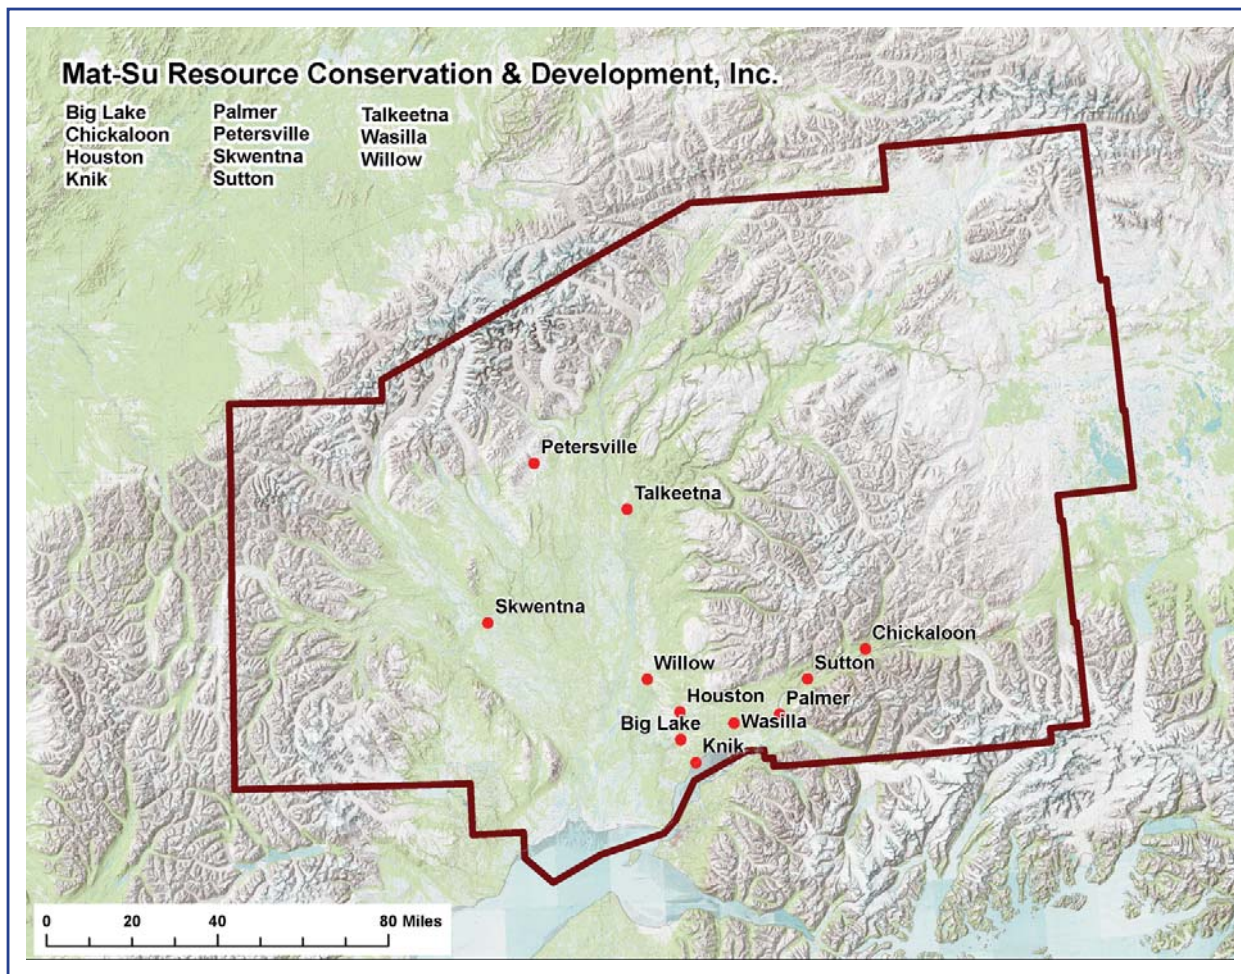 Mat-Su Resource Conservation & Development, Inc.
Big Lake
Chickaloon
Houston
Knik
Palmer
Petersville
Skwentna
Sutton
Talkeetna
Wasilla
Willow
Petersville
Talkeetna
Skwentna
Chickaloon
Willow
Sutton
Houston
Palmer
Big Lake
Wasilla
Knik
0 20 40 80 Miles